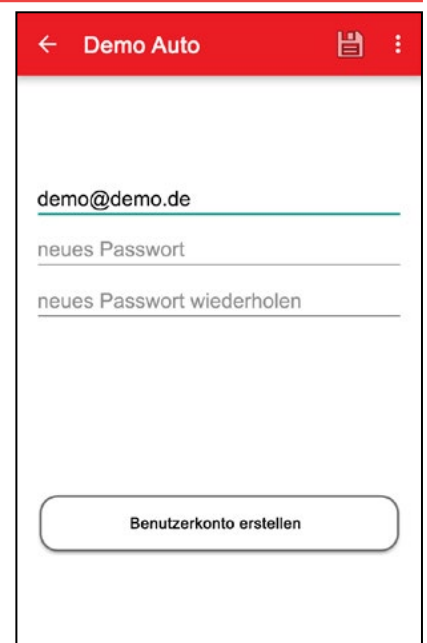 Demo Auto
demo@demo.de
neues Passwort
neues Passwort wiederholen
Benutzerkonto erstellen